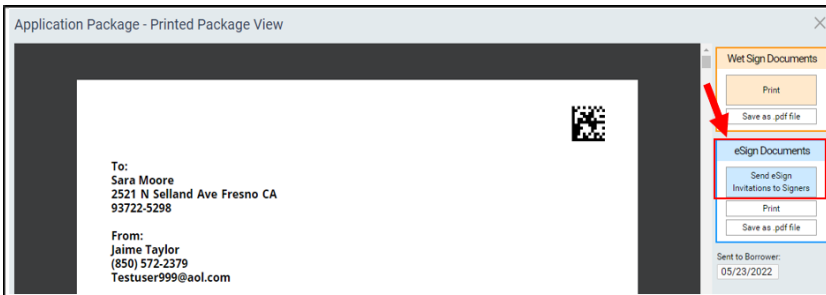 Application Package - Printed Package View
To:
Sara Moore
2521 N Selland Ave Fresno CA
93722-5298
From:
Jaime Taylor
(850) 572-2379
Testuser999@aol.com
Wet Sign Documents
Print
Save as .pdf file
eSign Documents
Send eSign
Invitations to Signers
Print
Save as .pdf file
Sent to Borrower:
05/23/2022